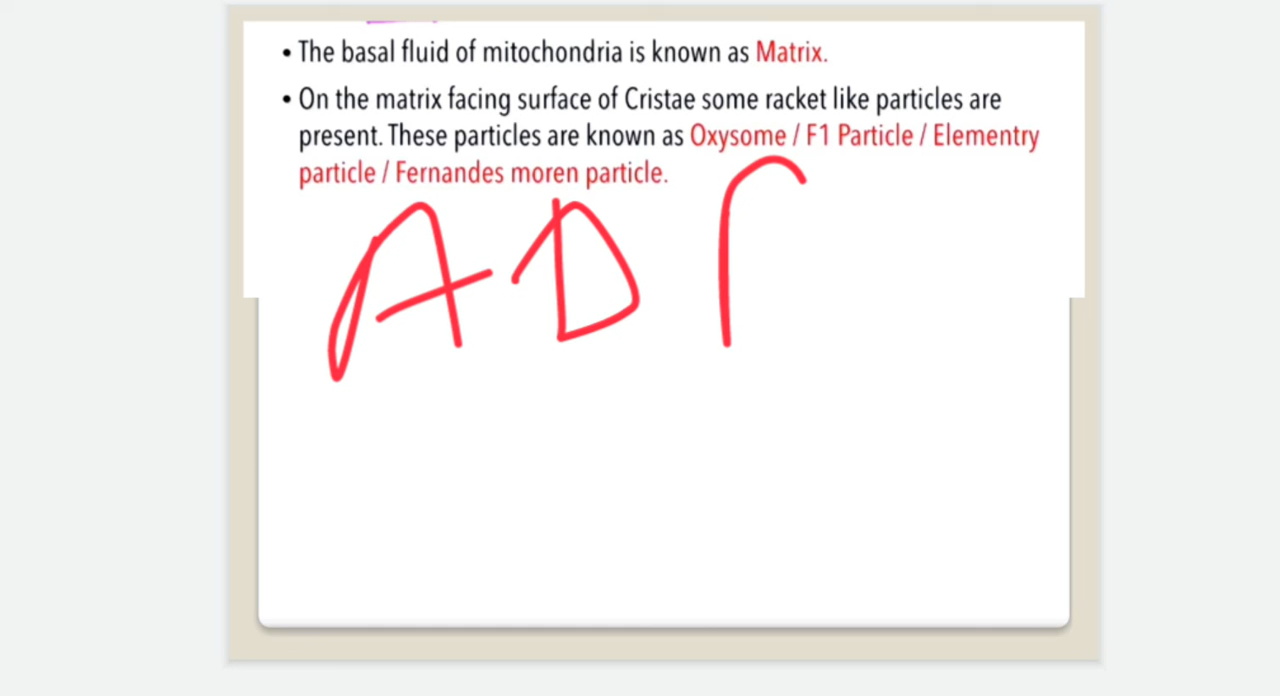 • The basal fluid of mitochondria is known as Matrix.
• On the matrix facing surface of Cristae some racket like particles are
present. These particles are known as Oxysome / F1 Particle / Elementry
particle / Fernandes moren particle.
A D